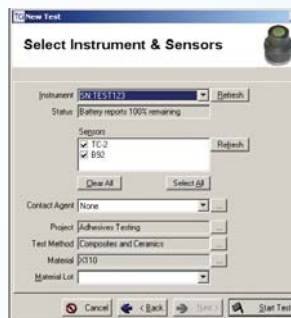 New Test
Select Instrument & Sensors
Instrument SN:TEST123 Refresh
Status Battery reports 100% remaining
Sensors
TC-2 Refresh
B92
Clear All Select All
Contact Agent None ...
Project Adhesives Testing ...
Test Method Composites and Ceramics ...
Material X110 ...
Material Lot
Cancel < Back Next > Start Test